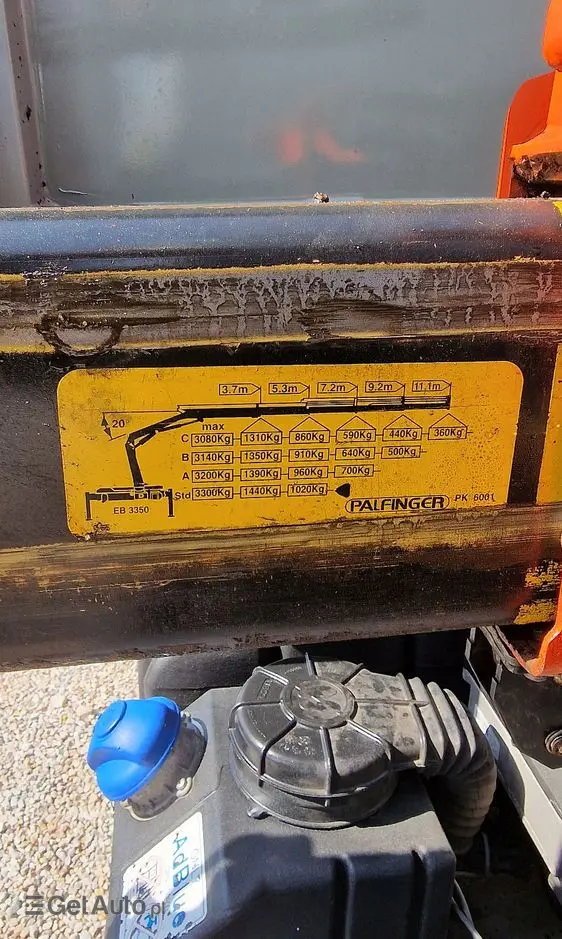 3.7m 5.3m 7.2m 9.2m 11,1m
20°
max
C 3080Kg 1310Kg 860Kg 590Kg 440Kg 360Kg
B 3140Kg 1350Kg 910Kg 640Kg 500Kg
A 3200Kg 1390Kg 960Kg 700Kg
Std 3300Kg 1440Kg 1020Kg
EB 3350
PALFINGER PK 6001
AdBlue
GetAuto.pl